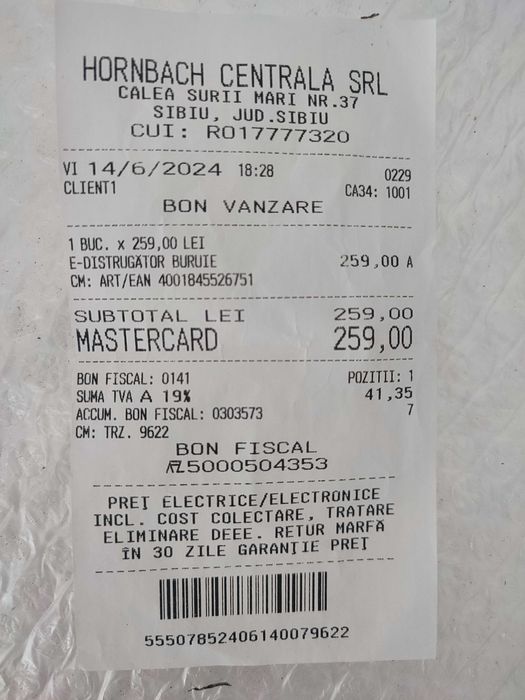 HORNBACH CENTRALA SRL
CALEA SURII MARI NR.37
SIBIU, JUD.SIBIU
CUI: RO17777320
VI 14/6/2024 18:28 0229
CLIENT1 CA34: 1001
BON VANZARE
1 BUC. x 259,00 LEI
E-DISTRUGĂTOR BURUIE 259,00 A
CM: ART/EAN 4001845526751
SUBTOTAL LEI 259,00
MASTERCARD 259,00
BON FISCAL: 0141 POZITII: 1
SUMA TVA A 19% 41,35
ACCUM. BON FISCAL: 0303573 7
CM: TRZ. 9622
BON FISCAL
5000504353
PREŢ ELECTRICE/ELECTRONICE
INCL. COST COLECTARE, TRATARE
ELIMINARE DEEE. RETUR MARFĂ
ÎN 30 ZILE GARANŢIE PREŢ
55507852406140079622